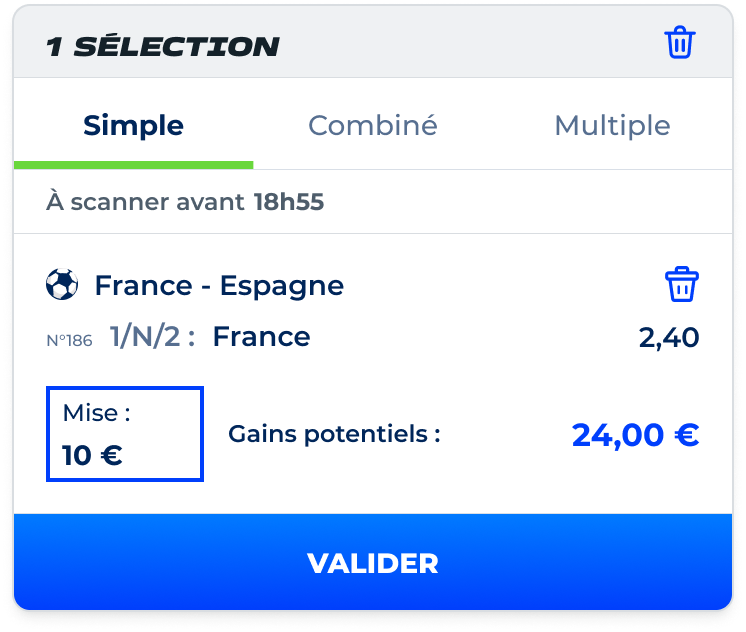 1 SÉLECTION
Simple Combiné Multiple
À scanner avant 18h55
France - Espagne
N°186 1/N/2 : France 2,40
Mise :
10 €
Gains potentiels : 24,00 €
VALIDER